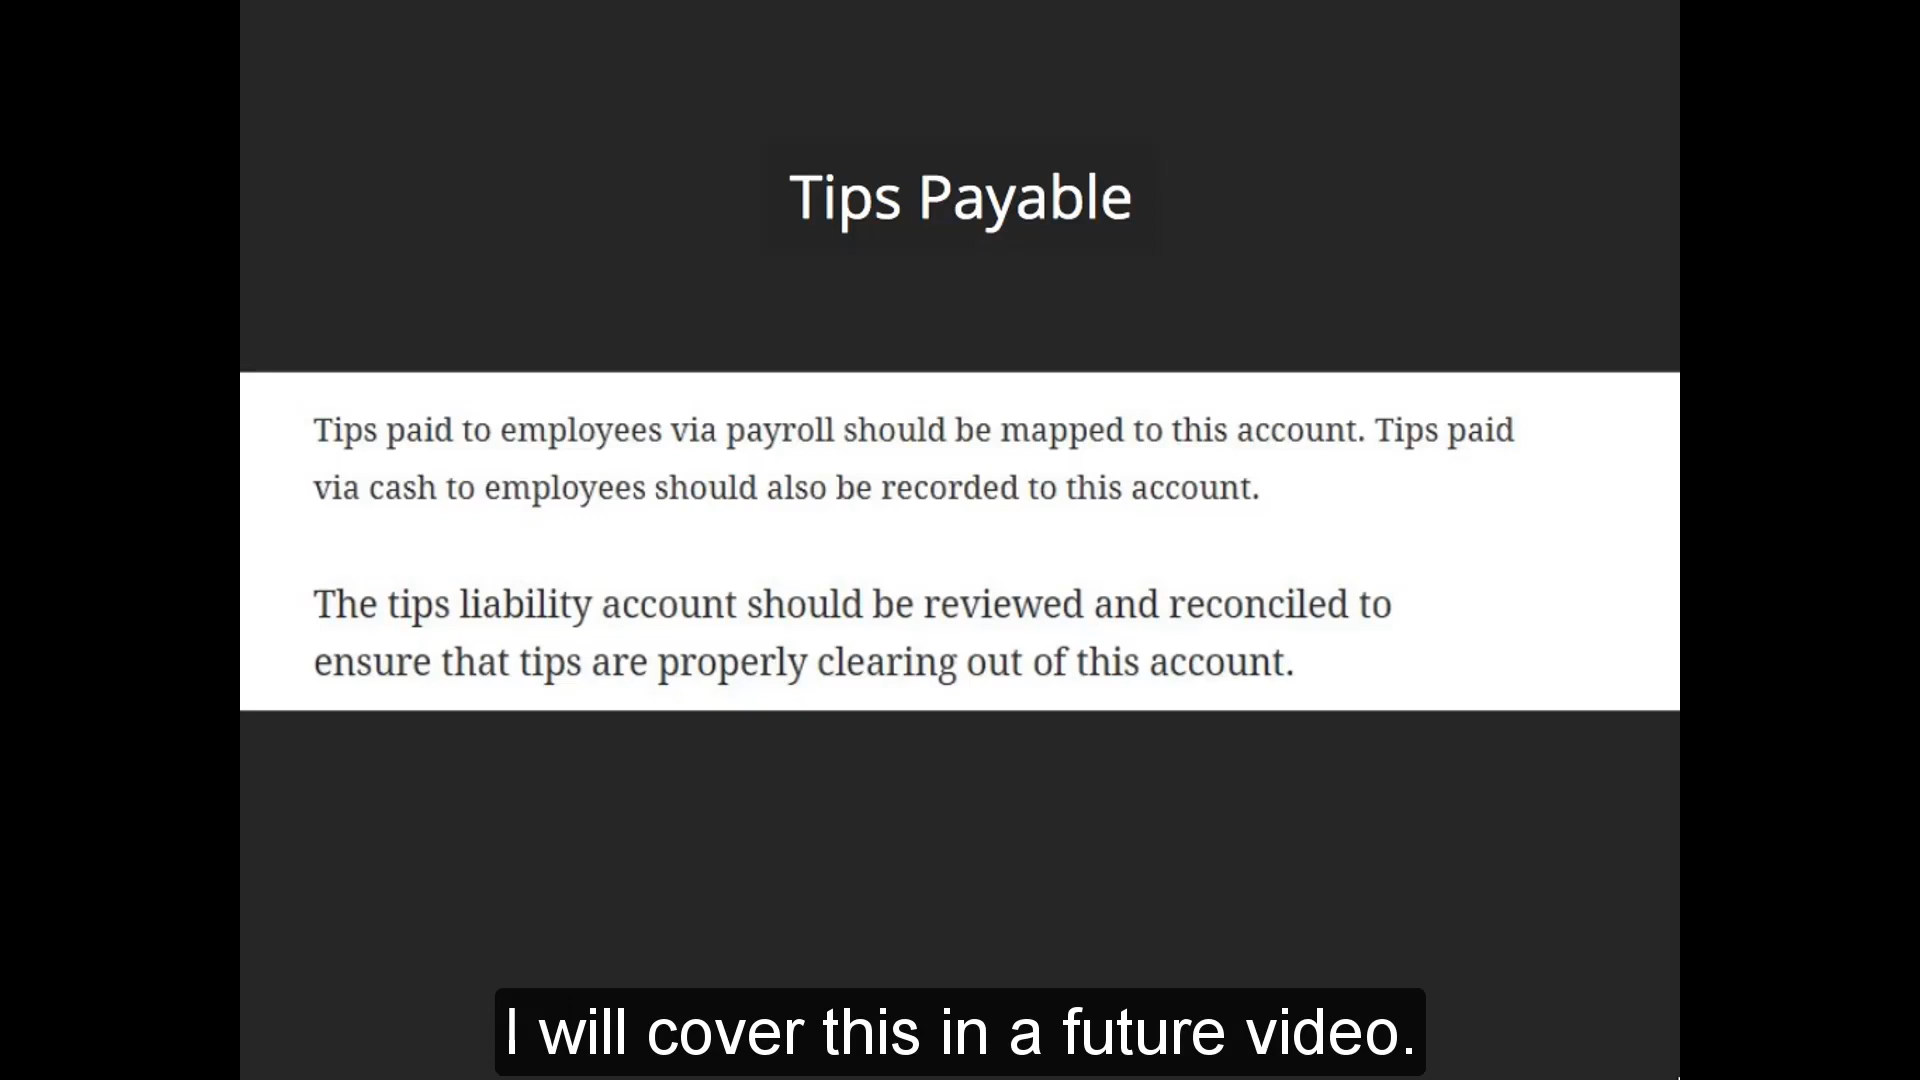 Tips Payable
Tips paid to employees via payroll should be mapped to this account. Tips paid
via cash to employees should also be recorded to this account.
The tips liability account should be reviewed and reconciled to
ensure that tips are properly clearing out of this account.
I will cover this in a future video.